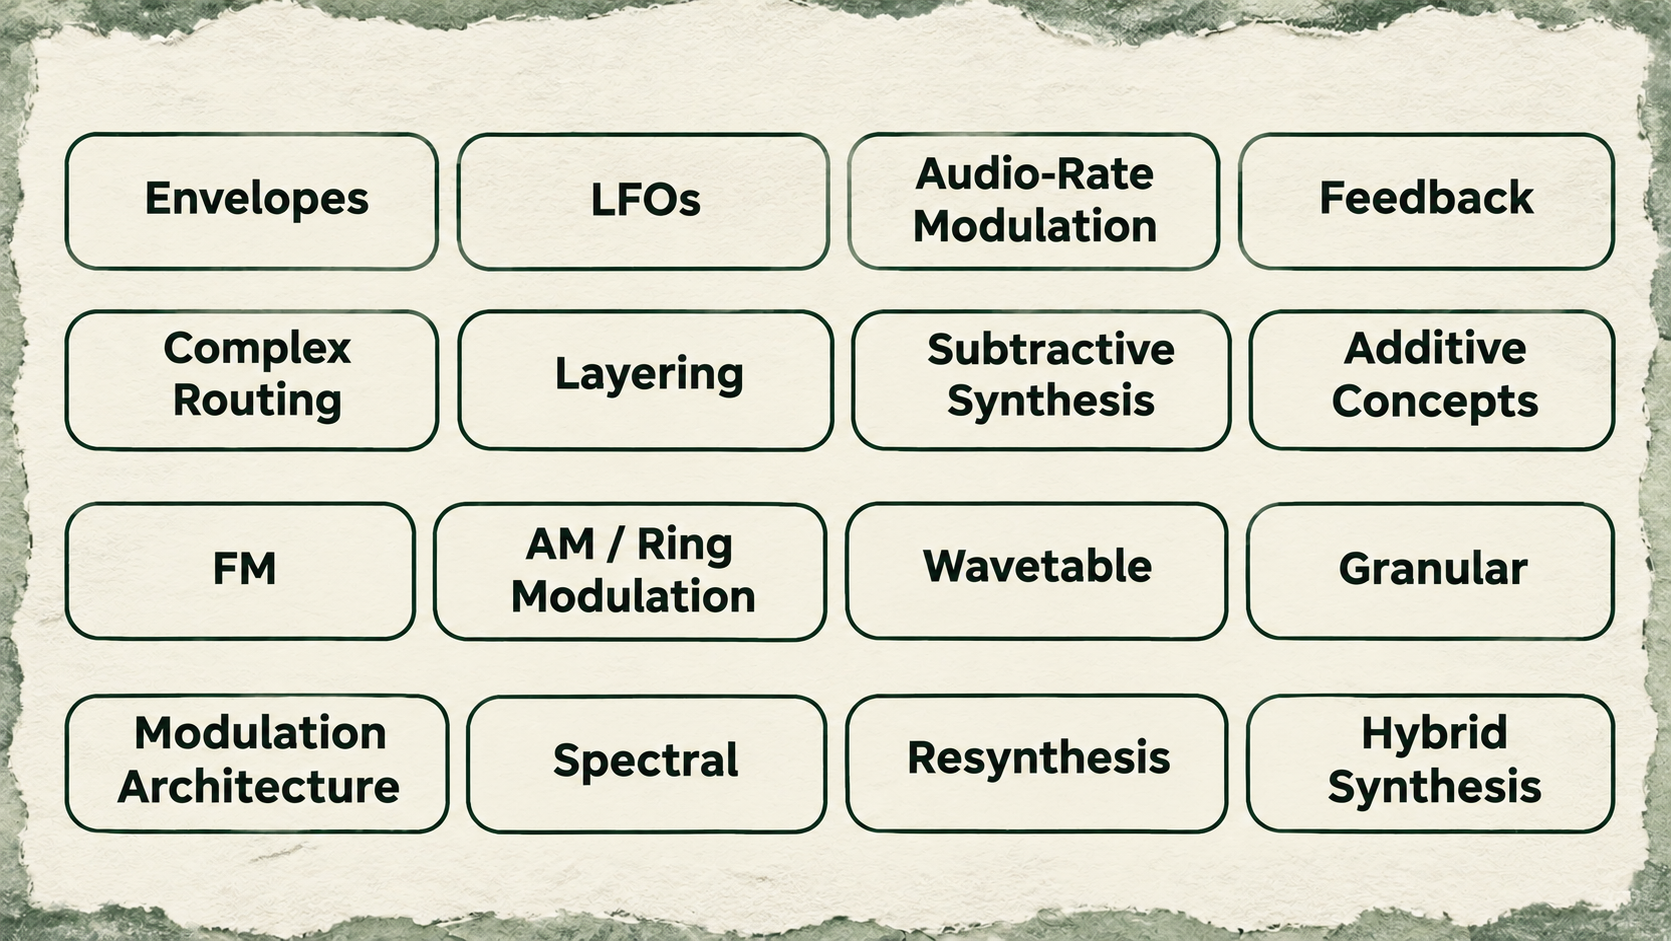 Envelopes
LFOs
Audio-Rate
Modulation
Feedback
Complex
Routing
Layering
Subtractive
Synthesis
Additive
Concepts
FM
AM / Ring
Modulation
Wavetable
Granular
Modulation
Architecture
Spectral
Resynthesis
Hybrid
Synthesis